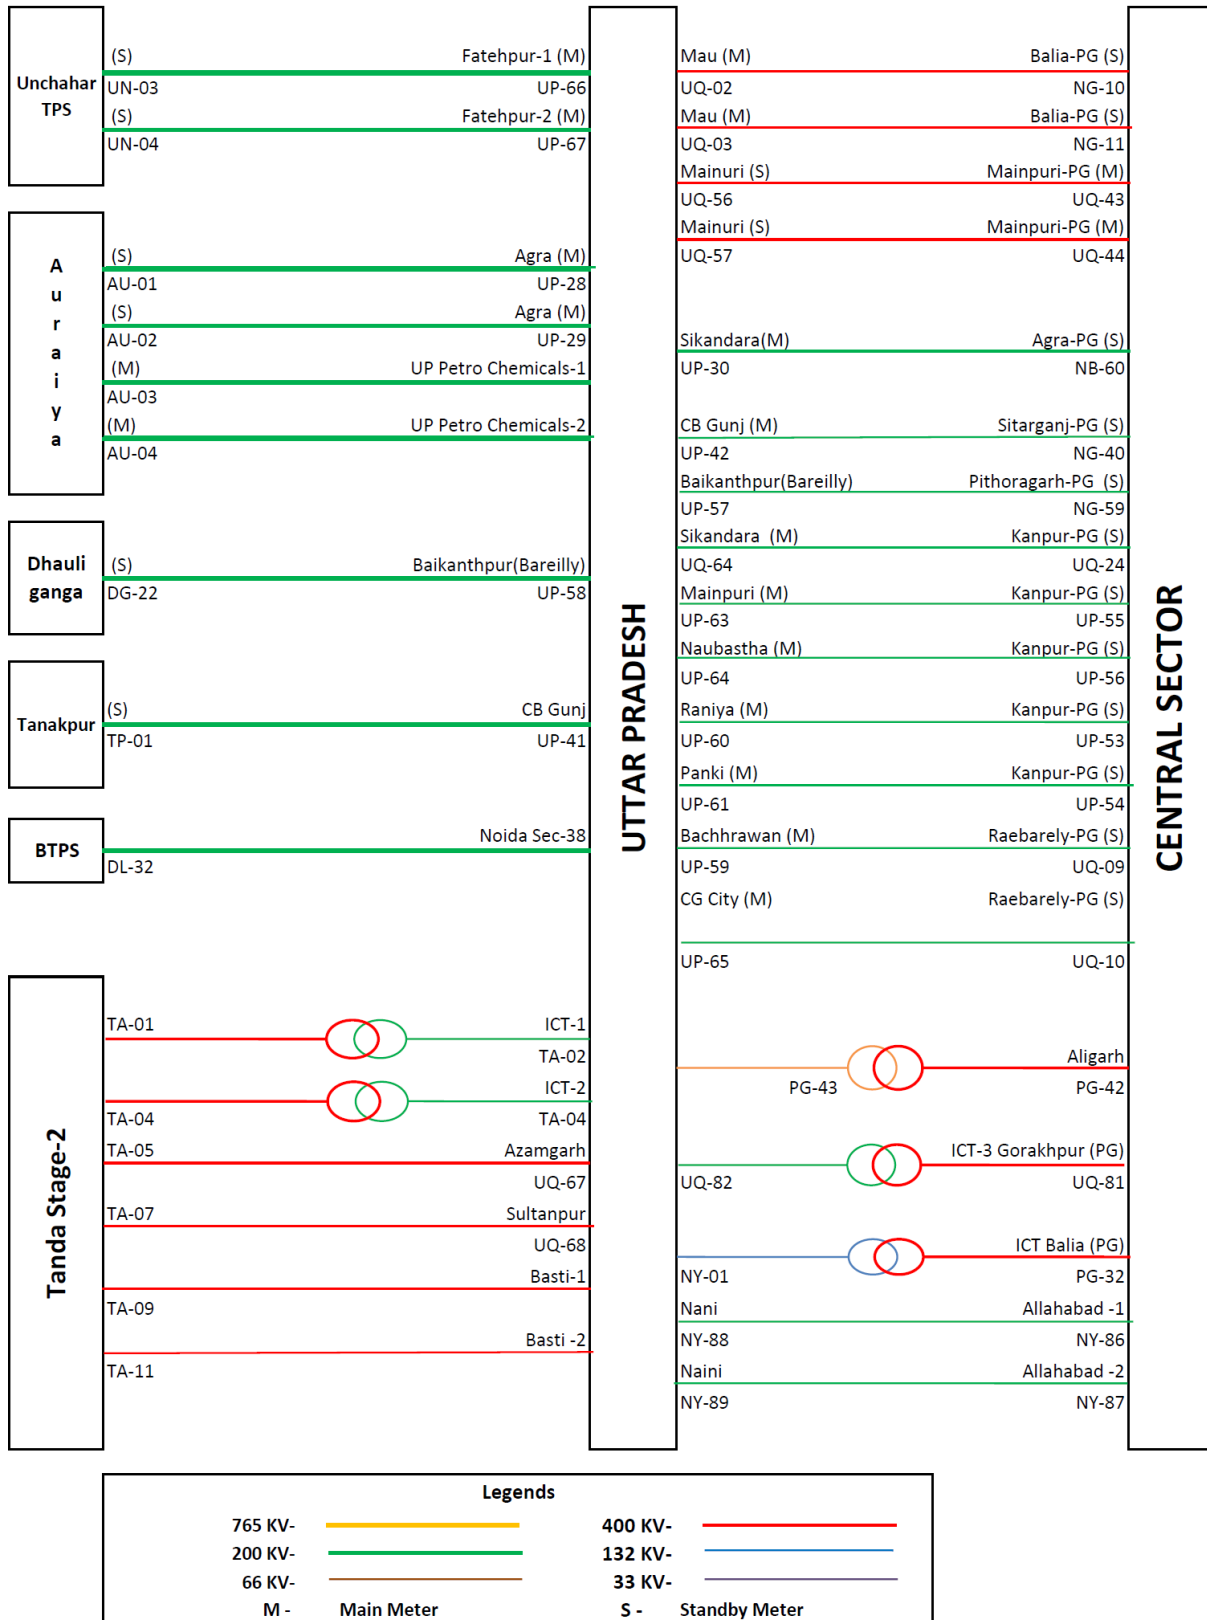 Unchahar
TPS
(S) Fatehpur-1 (M)
UN-03 UP-66
(S) Fatehpur-2 (M)
UN-04 UP-67
Auraiya
(S) Agra (M)
AU-01 UP-28
(S) Agra (M)
AU-02 UP-29
(M) UP Petro Chemicals-1
AU-03
(M) UP Petro Chemicals-2
AU-04
Dhauli
ganga
(S) Baikanthpur(Bareilly)
DG-22 UP-58
Tanakpur
(S) CB Gunj
TP-01 UP-41
BTPS
Noida Sec-38
DL-32
Tanda Stage-2
TA-01 ICT-1
TA-02
ICT-2
TA-04 TA-04
TA-05 Azamgarh
UQ-67
TA-07 Sultanpur
UQ-68
Basti-1
TA-09
Basti -2
TA-11
UTTAR PRADESH
Mau (M) Balia-PG (S)
UQ-02 NG-10
Mau (M) Balia-PG (S)
UQ-03 NG-11
Mainuri (S) Mainpuri-PG (M)
UQ-56 UQ-43
Mainuri (S) Mainpuri-PG (M)
UQ-57 UQ-44
Sikandara(M) Agra-PG (S)
UP-30 NB-60
CB Gunj (M) Sitarganj-PG (S)
UP-42 NG-40
Baikanthpur(Bareilly) Pithoragarh-PG (S)
UP-57 NG-59
Sikandara (M) Kanpur-PG (S)
UQ-64 UQ-24
Mainpuri (M) Kanpur-PG (S)
UP-63 UP-55
Naubastha (M) Kanpur-PG (S)
UP-64 UP-56
Raniya (M) Kanpur-PG (S)
UP-60 UP-53
Panki (M) Kanpur-PG (S)
UP-61 UP-54
Bachhrawan (M) Raebarely-PG (S)
UP-59 UQ-09
CG City (M) Raebarely-PG (S)
UP-65 UQ-10
Aligarh
PG-43 PG-42
ICT-3 Gorakhpur (PG)
UQ-82 UQ-81
ICT Balia (PG)
NY-01 PG-32
Nani Allahabad -1
NY-88 NY-86
Naini Allahabad -2
NY-89 NY-87
CENTRAL SECTOR
Legends
765 KV- 400 KV-
200 KV- 132 KV-
66 KV- 33 KV-
M - Main Meter S - Standby Meter